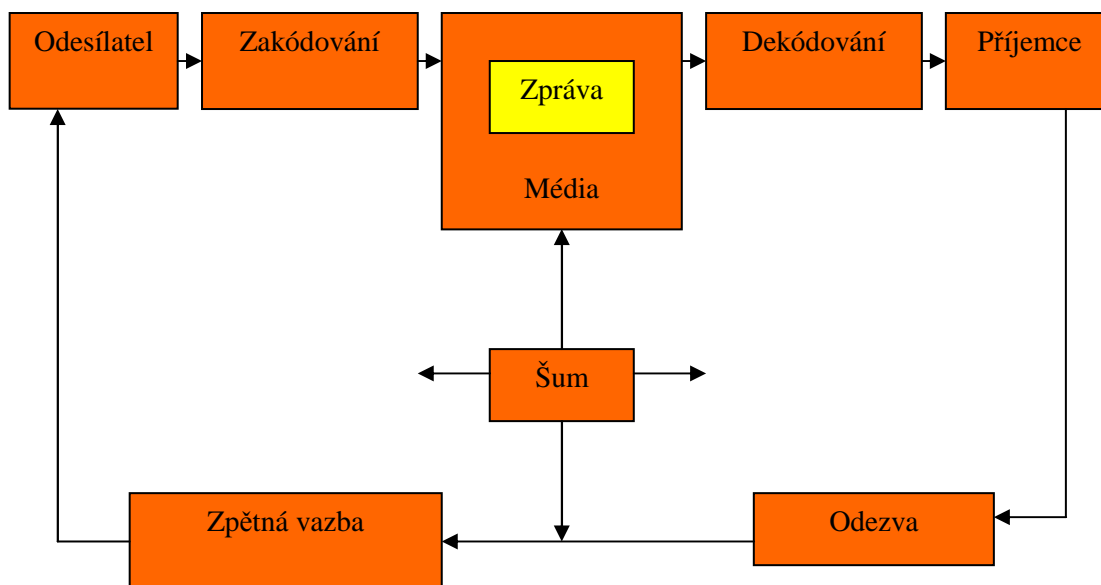 Odesílatel
Zakódování
Zpráva
Média
Dekódování
Příjemce
Šum
Zpětná vazba
Odezva